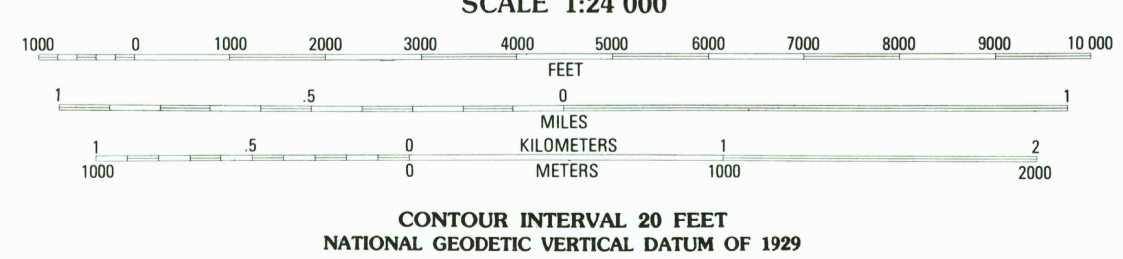 SCALE 1:24 000
1000 0 1000 2000 3000 4000 5000 6000 7000 8000 9000 10 000
FEET
1 .5 0 1
MILES
1 .5 0 KILOMETERS 1 2
1000 0 METERS 1000 2000
CONTOUR INTERVAL 20 FEET
NATIONAL GEODETIC VERTICAL DATUM OF 1929